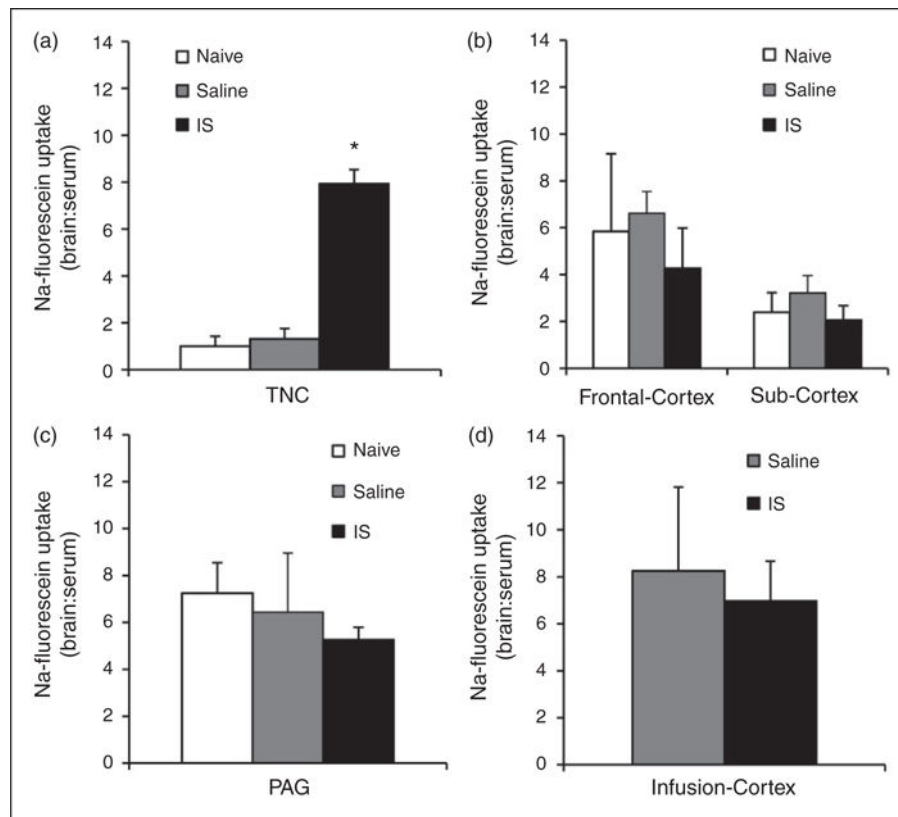 (a)
14
12
10
8
6
4
2
0
Na-fluorescein uptake
(brain:serum)
Naive
Saline
IS
*
TNC
(b)
14
12
10
8
6
4
2
0
Na-fluorescein uptake
(brain:serum)
Naive
Saline
IS
Frontal-Cortex
Sub-Cortex
(c)
14
12
10
8
6
4
2
0
Na-fluorescein uptake
(brain:serum)
Naive
Saline
IS
PAG
(d)
14
12
10
8
6
4
2
0
Na-fluorescein uptake
(brain:serum)
Saline
IS
Infusion-Cortex